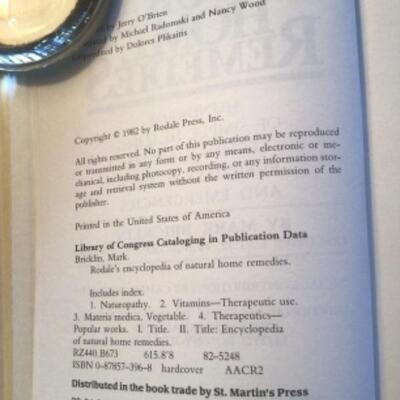 by Jerry O'Brien
by Michael Radomski and Nancy Wood
by Dolores Plikaitis
Copyright © 1982 by Rodale Press, Inc.
All rights reserved. No part of this publication may be reproduced
or transmitted in any form or by any means, electronic or me-
chanical, including photocopy, recording, or any information stor-
age and retrieval system without the written permission of the
publisher.
Printed in the United States of America
Library of Congress Cataloging in Publication Data
Bricklin, Mark.
Rodale's encyclopedia of natural home remedies.
Includes index.
1. Naturopathy. 2. Vitamins—Therapeutic use.
3. Materia medica, Vegetable. 4. Therapeutics—
Popular works. I. Title. II. Title: Encyclopedia
of natural home remedies.
RZ440.B673 615.8'8 82-5248
ISBN 0-87857-396-8 hardcover AACR2
Distributed in the book trade by St. Martin's Press